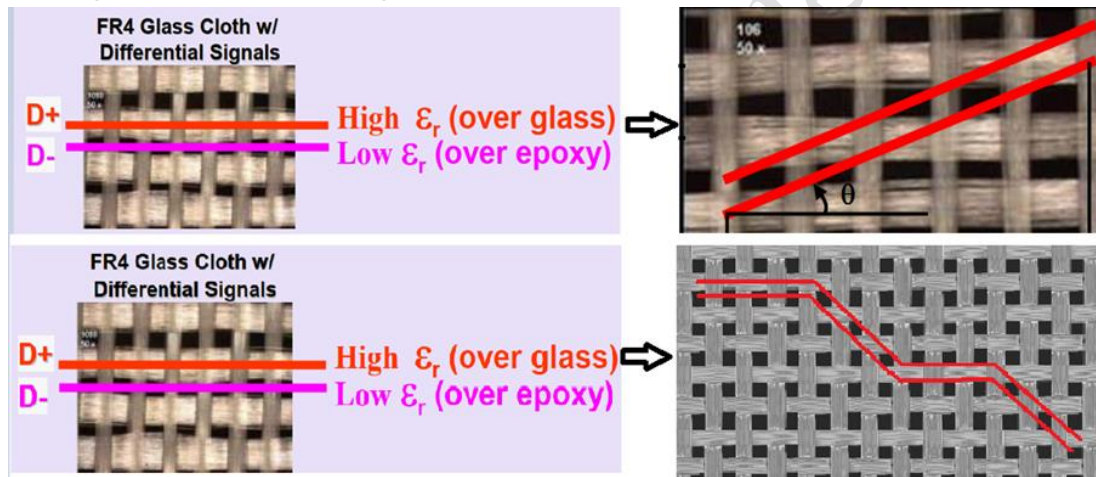 FR4 Glass Cloth w/
Differential Signals
D+
D-
High εr (over glass)
Low εr (over epoxy)
106
50 x
θ
FR4 Glass Cloth w/
Differential Signals
D+
D-
High εr (over glass)
Low εr (over epoxy)